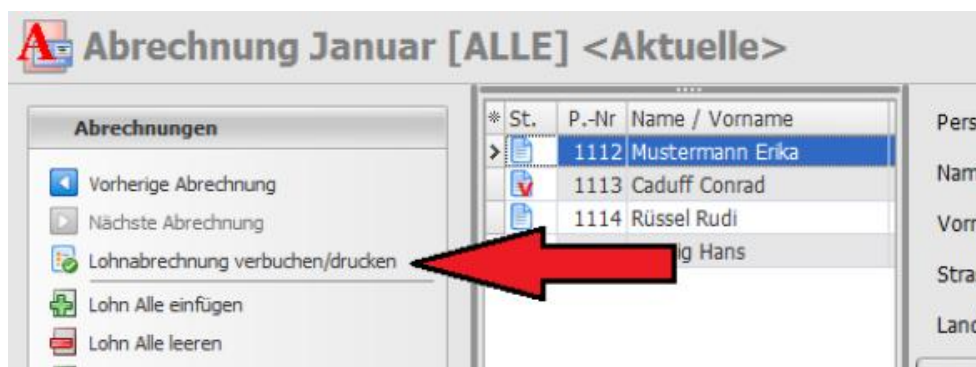 Abrechnung Januar [ALLE] <Aktuelle>
Abrechnungen
Vorherige Abrechnung
Nächste Abrechnung
Lohnabrechnung verbuchen/drucken
Lohn Alle einfügen
Lohn Alle leeren
* St. P.-Nr Name / Vorname
1112 Mustermann Erika
1113 Caduff Conrad
1114 Rüssel Rudi
Hans